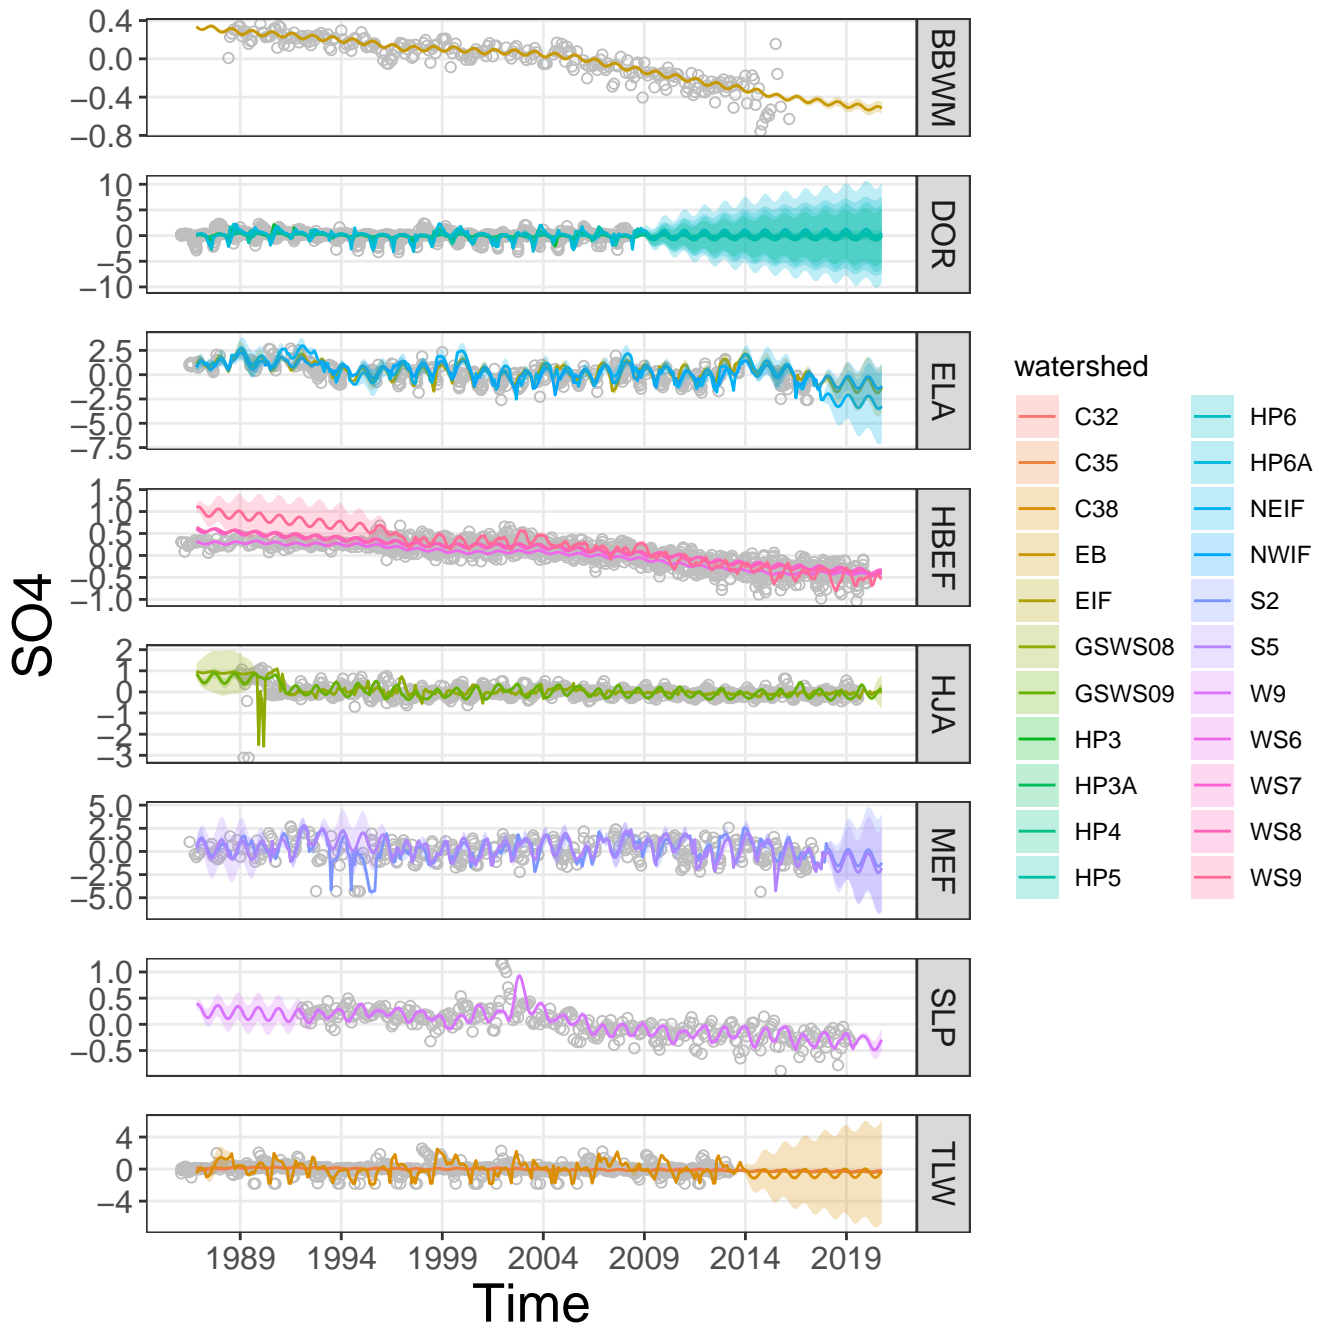 SO4
0.4
0.0
−0.4
−0.8
BBWM
10
5
0
−5
−10
DOR
2.5
0.0
−2.5
−5.0
−7.5
ELA
1.5
1.0
0.5
0.0
−0.5
−1.0
HBEF
2
1
0
−1
−2
−3
HJA
5.0
2.5
0.0
−2.5
−5.0
MEF
1.0
0.5
0.0
−0.5
SLP
4
0
−4
TLW
1989 1994 1999 2004 2009 2014 2019
Time
watershed
C32
C35
C38
EB
EIF
GSWS08
GSWS09
HP3
HP3A
HP4
HP5
HP6
HP6A
NEIF
NWIF
S2
S5
W9
WS6
WS7
WS8
WS9